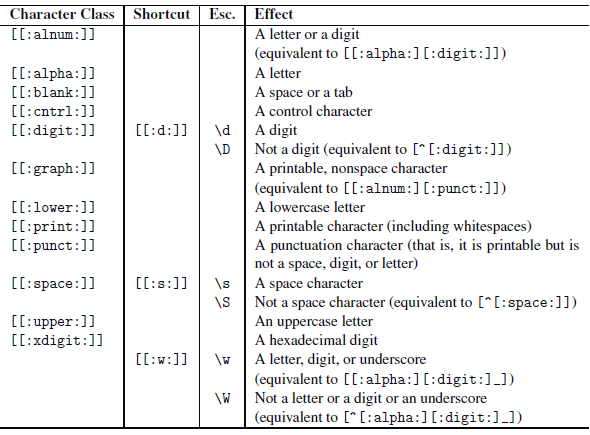 Character Class Shortcut Esc. Effect
[[:alnum:]] A letter or a digit
(equivalent to [[:alpha:][:digit:]])
[[:alpha:]] A letter
[[:blank:]] A space or a tab
[[:cntrl:]] A control character
[[:digit:]] [[:d:]] \d A digit
\D Not a digit (equivalent to [^[:digit:]])
[[:graph:]] A printable, nonspace character
(equivalent to [[:alnum:][:punct:]])
[[:lower:]] A lowercase letter
[[:print:]] A printable character (including whitespaces)
[[:punct:]] A punctuation character (that is, it is printable but is
not a space, digit, or letter)
[[:space:]] [[:s:]] \s A space character
\S Not a space character (equivalent to [^[:space:]])
[[:upper:]] An uppercase letter
[[:xdigit:]] A hexadecimal digit
[[:w:]] \w A letter, digit, or underscore
(equivalent to [[:alpha:][:digit:]_])
\W Not a letter or a digit or an underscore
(equivalent to [^[:alpha:][:digit:]_])